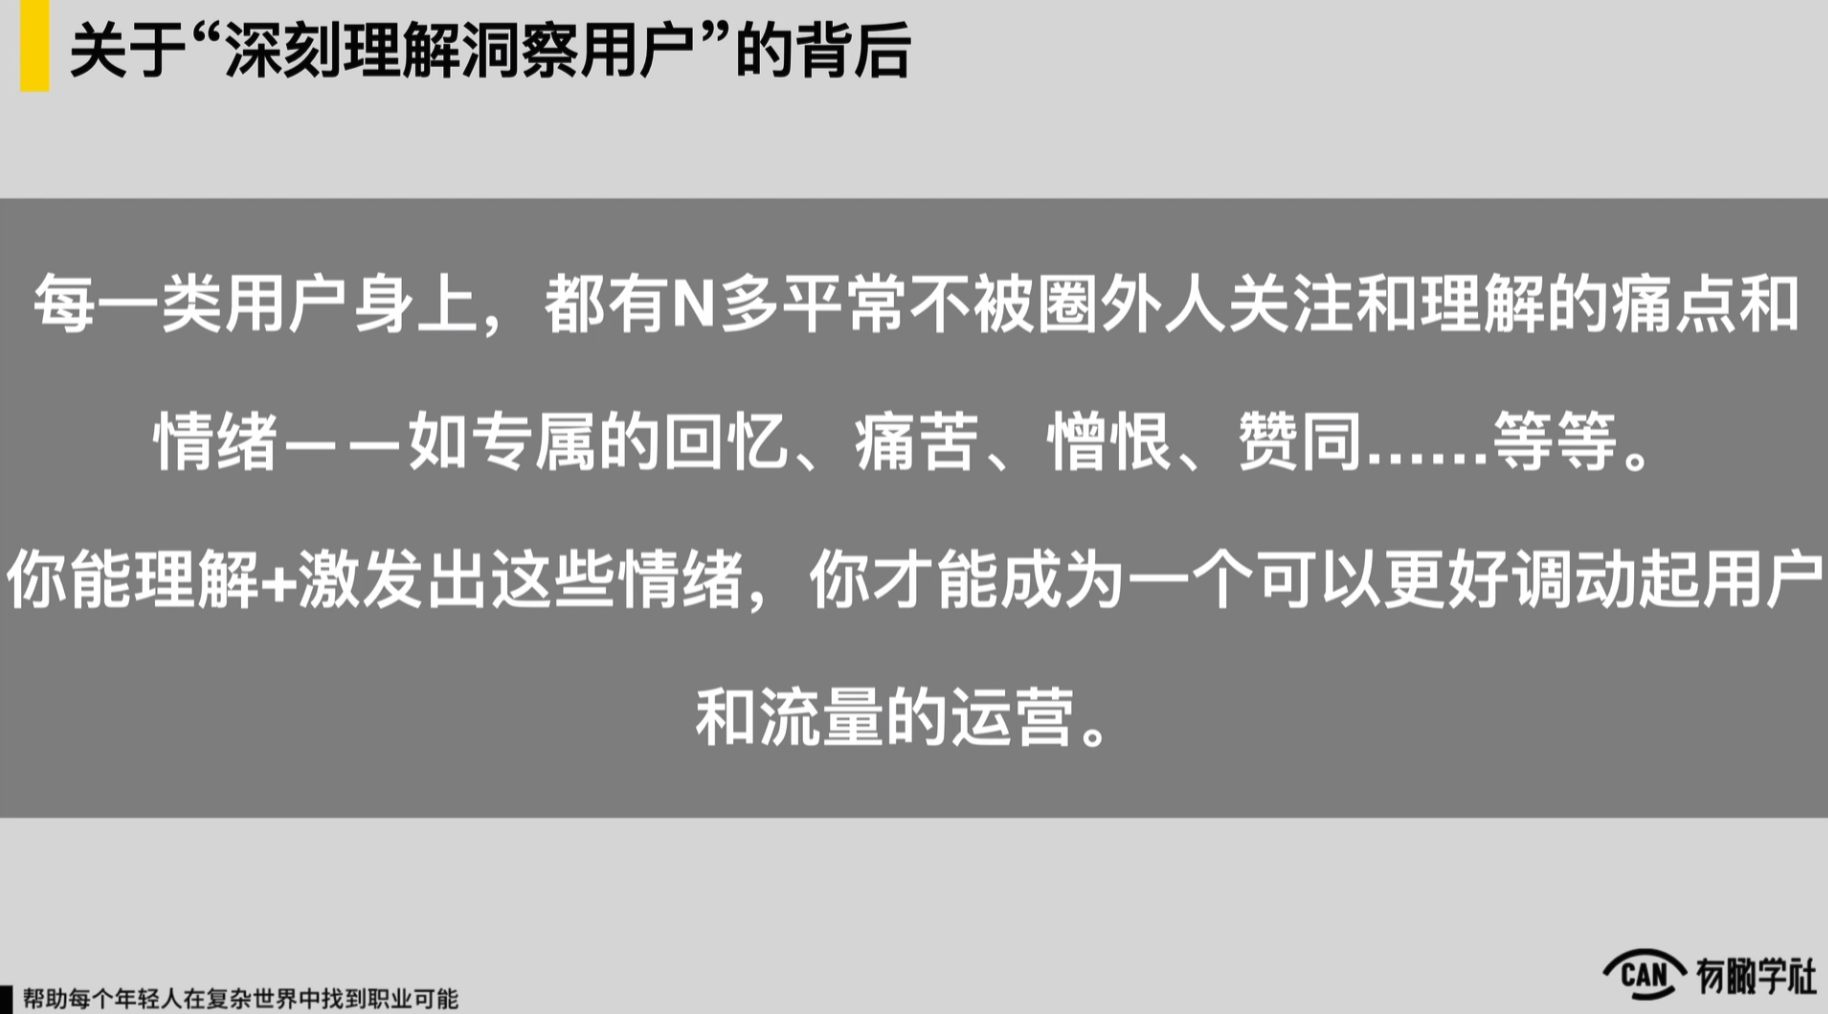 关于“深刻理解洞察用户”的背后
每一类用户身上，都有N多平常不被圈外人关注和理解的痛点和
情绪——如专属的回忆、痛苦、憎恨、赞同......等等。
你能理解+激发出这些情绪，你才能成为一个可以更好调动起用户
和流量的运营。
CAN 有瞰学社
帮助每个年轻人在复杂世界中找到职业可能